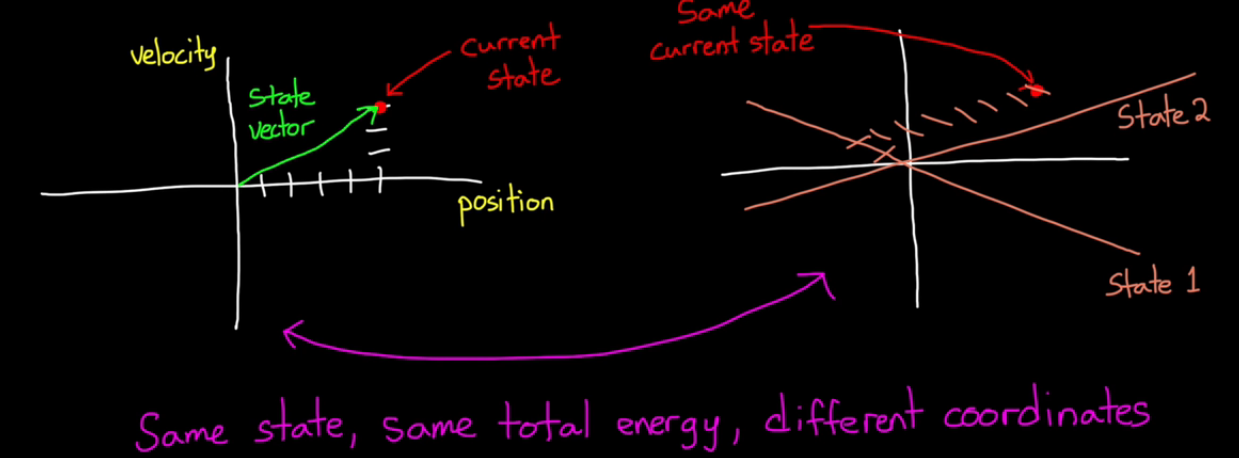 velocity
State
vector
Current
state
position
Same
current state
State 2
State 1
Same state, same total energy, different coordinates